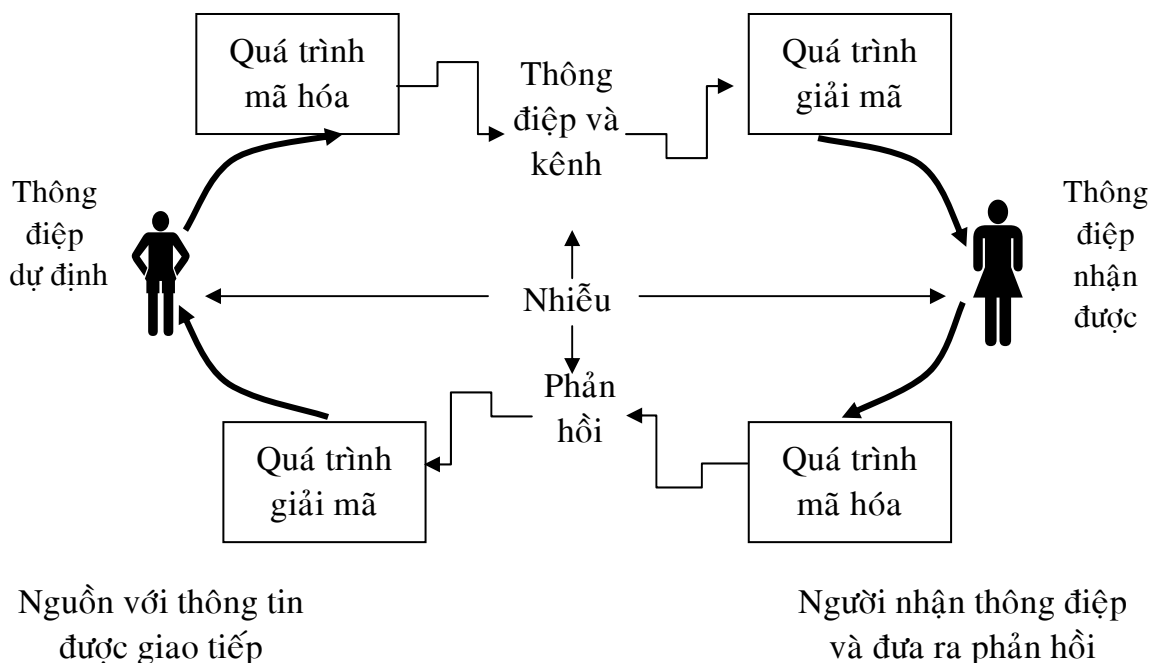 Quá trình
mã hóa
Thông
điệp và
kênh
Quá trình
giải mã
Thông
điệp
dự định
Thông
điệp
nhận
được
Nhiễu
Phản
hồi
Quá trình
giải mã
Quá trình
mã hóa
Nguồn với thông tin
được giao tiếp
Người nhận thông điệp
và đưa ra phản hồi